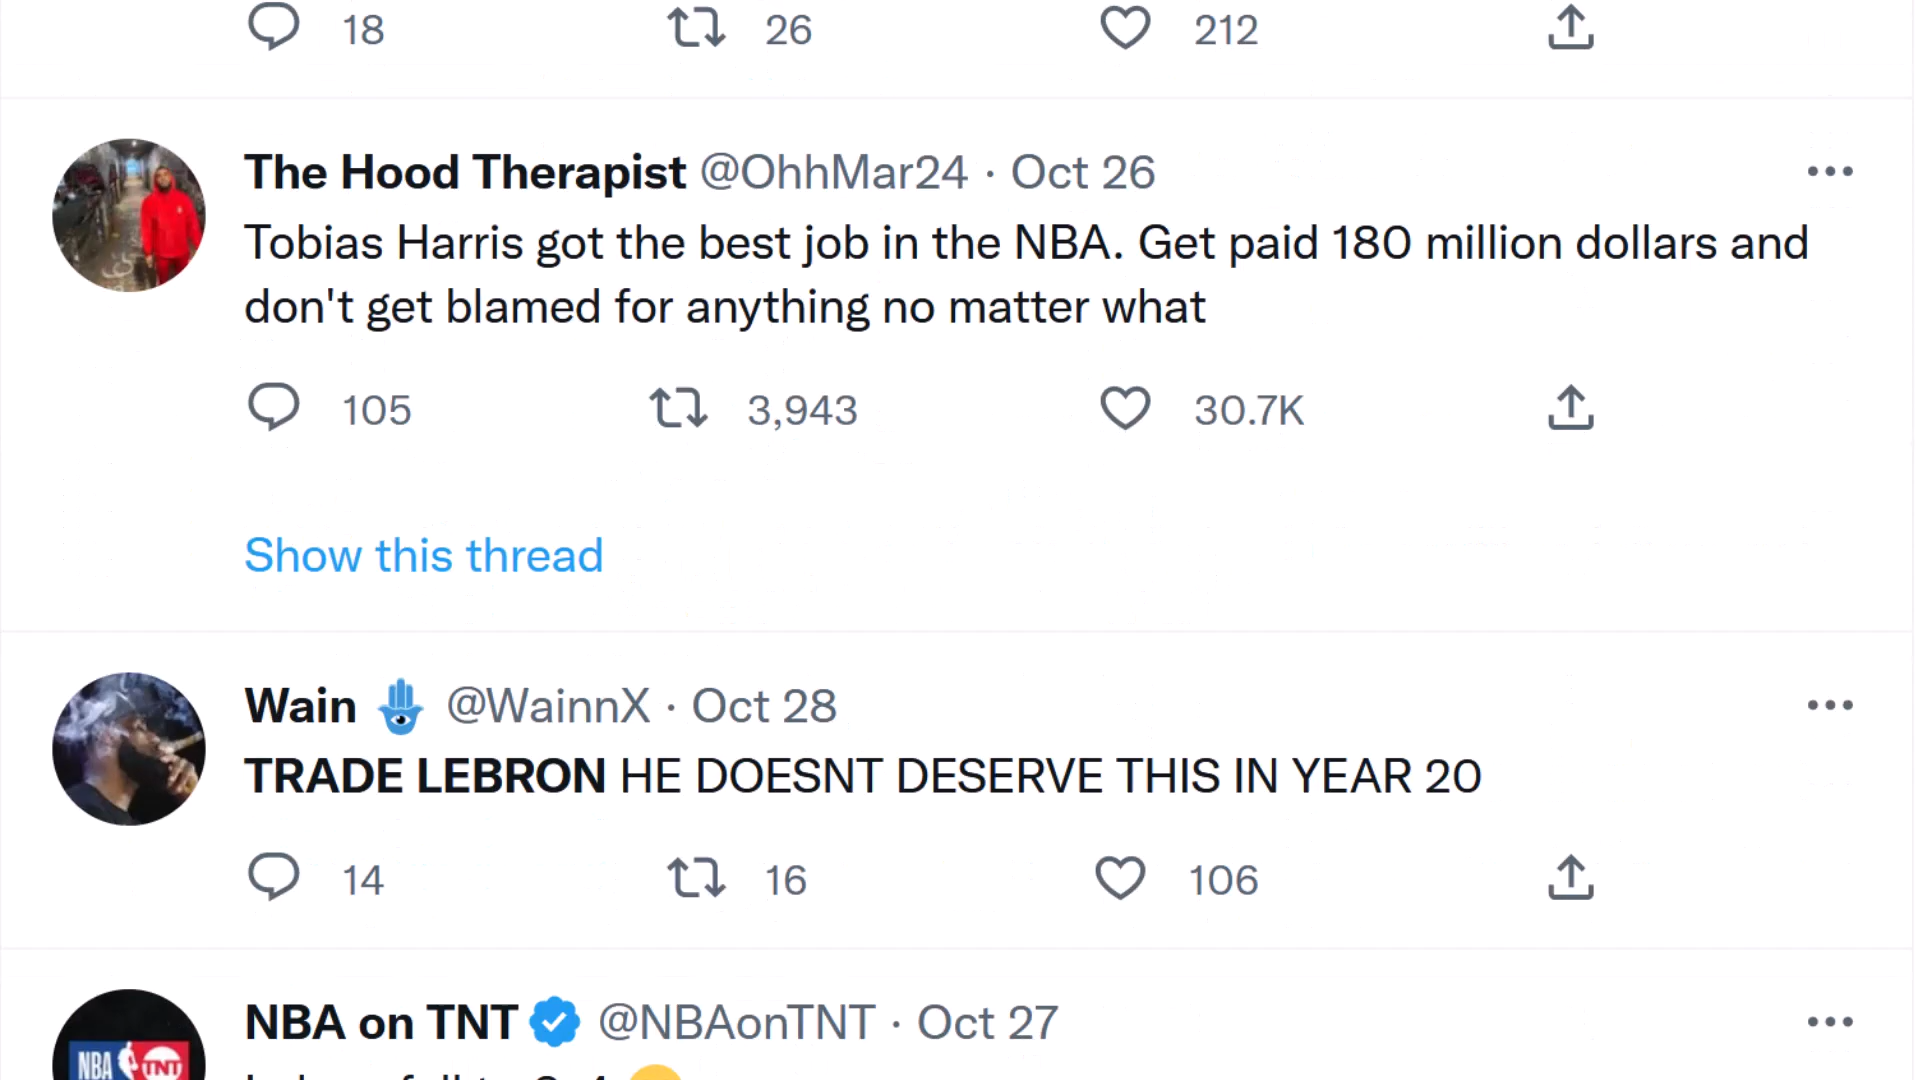 18 26 212
The Hood Therapist @OhhMar24 · Oct 26
Tobias Harris got the best job in the NBA. Get paid 180 million dollars and
don't get blamed for anything no matter what
105 3,943 30.7K
Show this thread
Wain @WainnX · Oct 28
TRADE LEBRON HE DOESNT DESERVE THIS IN YEAR 20
14 16 106
NBA on TNT @NBAonTNT · Oct 27
NBA TNT